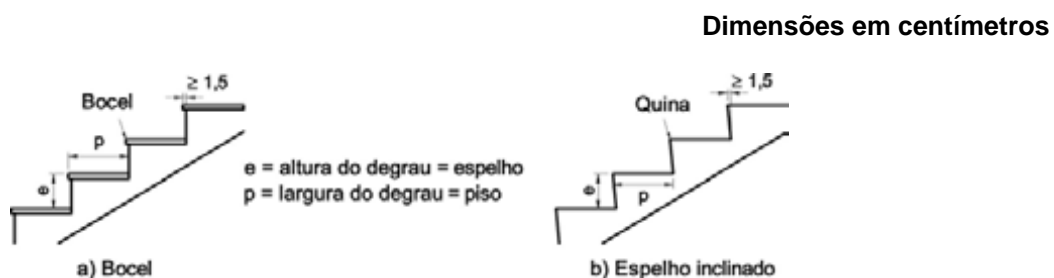 Dimensões em centímetros
≥ 1,5
Bocel
p
e
e = altura do degrau = espelho
p = largura do degrau = piso
a) Bocel
≥ 1,5
Quina
e
p
b) Espelho inclinado